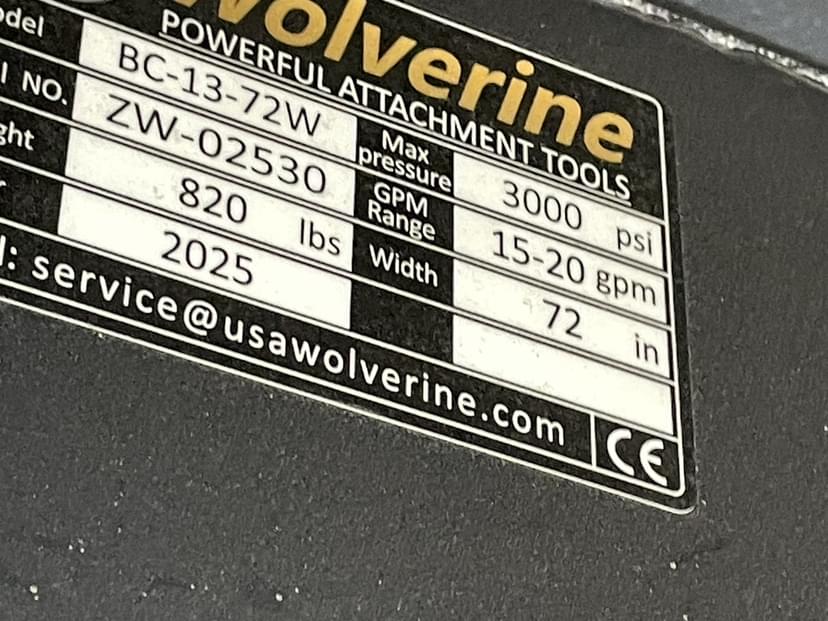 wolverine
POWERFUL ATTACHMENT TOOLS
odel BC-13-72W Max pressure 3000 psi
l NO. ZW-02530 GPM Range 15-20 gpm
ght 820 lbs Width 72 in
r 2025
l: service@usawolverine.com CE